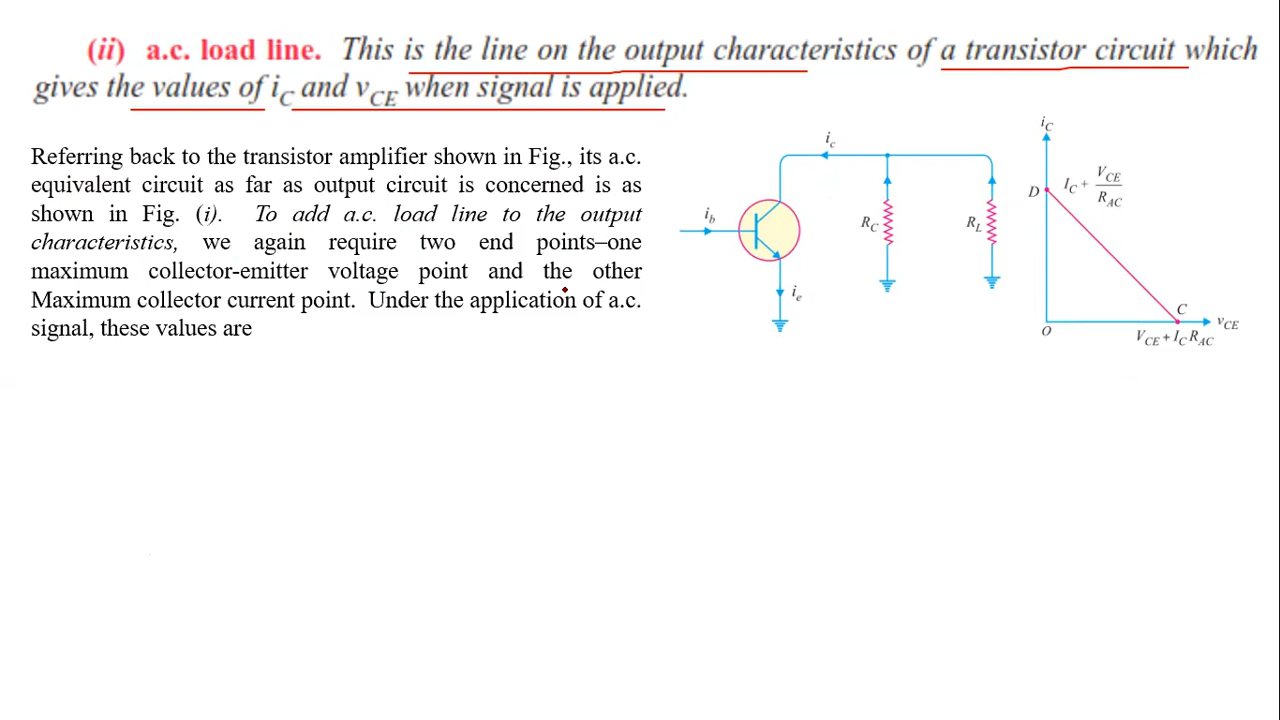 (ii) a.c. load line. This is the line on the output characteristics of a transistor circuit which
gives the values of iC and vCE when signal is applied.
Referring back to the transistor amplifier shown in Fig., its a.c.
equivalent circuit as far as output circuit is concerned is as
shown in Fig. (i). To add a.c. load line to the output
characteristics, we again require two end points–one
maximum collector-emitter voltage point and the other
Maximum collector current point. Under the application of a.c.
signal, these values are
ic
ib
RC
RL
ie
iC
D
IC + VCE
RAC
C
O
vCE
VCE + IC RAC